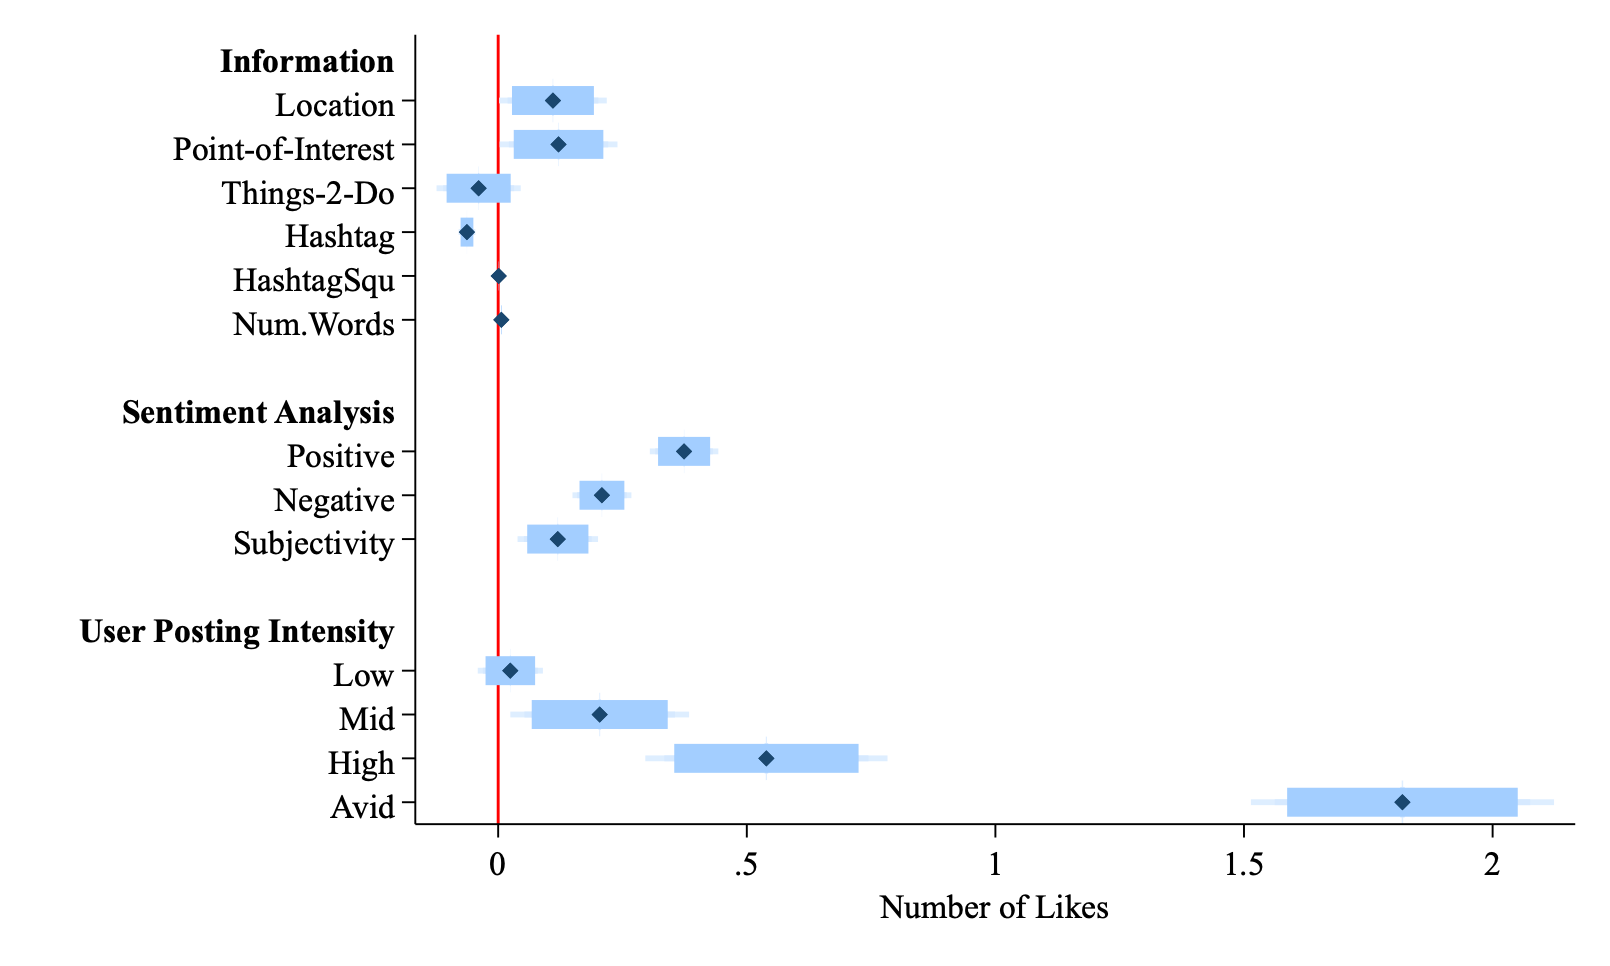 Information
Location
Point-of-Interest
Things-2-Do
Hashtag
HashtagSqu
Num.Words
Sentiment Analysis
Positive
Negative
Subjectivity
User Posting Intensity
Low
Mid
High
Avid
0 .5 1 1.5 2
Number of Likes